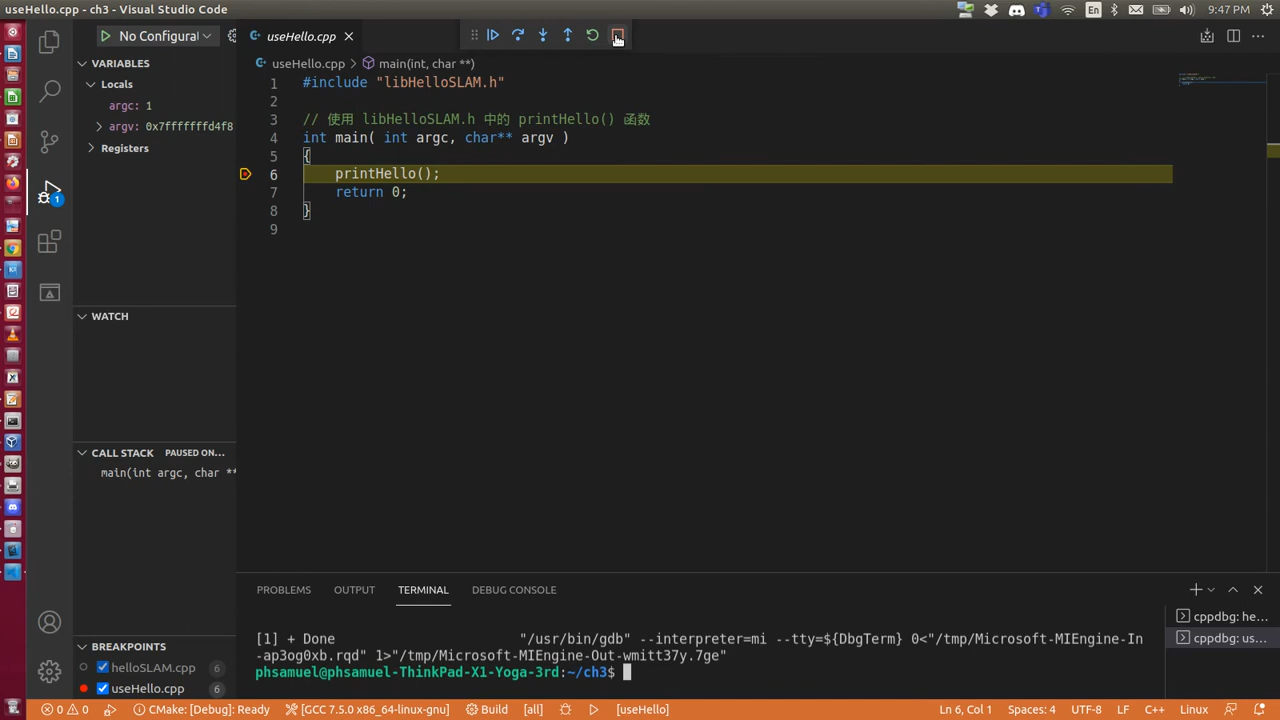 useHello.cpp - ch3 - Visual Studio Code
En
9:47 PM
No Configura
useHello.cpp
VARIABLES
Locals
argc: 1
argv: 0x7fffffffd4f8
Registers
WATCH
CALL STACK
PAUSED ON...
main(int argc, char **
BREAKPOINTS
helloSLAM.cpp 6
useHello.cpp 6
1
useHello.cpp > main(int, char **)
1 #include "libHelloSLAM.h"
2
3 // 使用 libHelloSLAM.h 中的 printHello() 函数
4 int main( int argc, char** argv )
5 {
6 printHello();
7 return 0;
8 }
9
PROBLEMS OUTPUT TERMINAL DEBUG CONSOLE
[1] + Done "/usr/bin/gdb" --interpreter=mi --tty=${DbgTerm} 0<"/tmp/Microsoft-MIEngine-In
-ap3og0xb.rqd" 1>"/tmp/Microsoft-MIEngine-Out-wmitt37y.7ge"
phsamuel@phsamuel-ThinkPad-X1-Yoga-3rd:~/ch3$
cppdbg: he...
cppdbg: us...
0 0 CMake: [Debug]: Ready [GCC 7.5.0 x86_64-linux-gnu] Build [all] [useHello] Ln 6, Col 1 Spaces: 4 UTF-8 LF C++ Linux